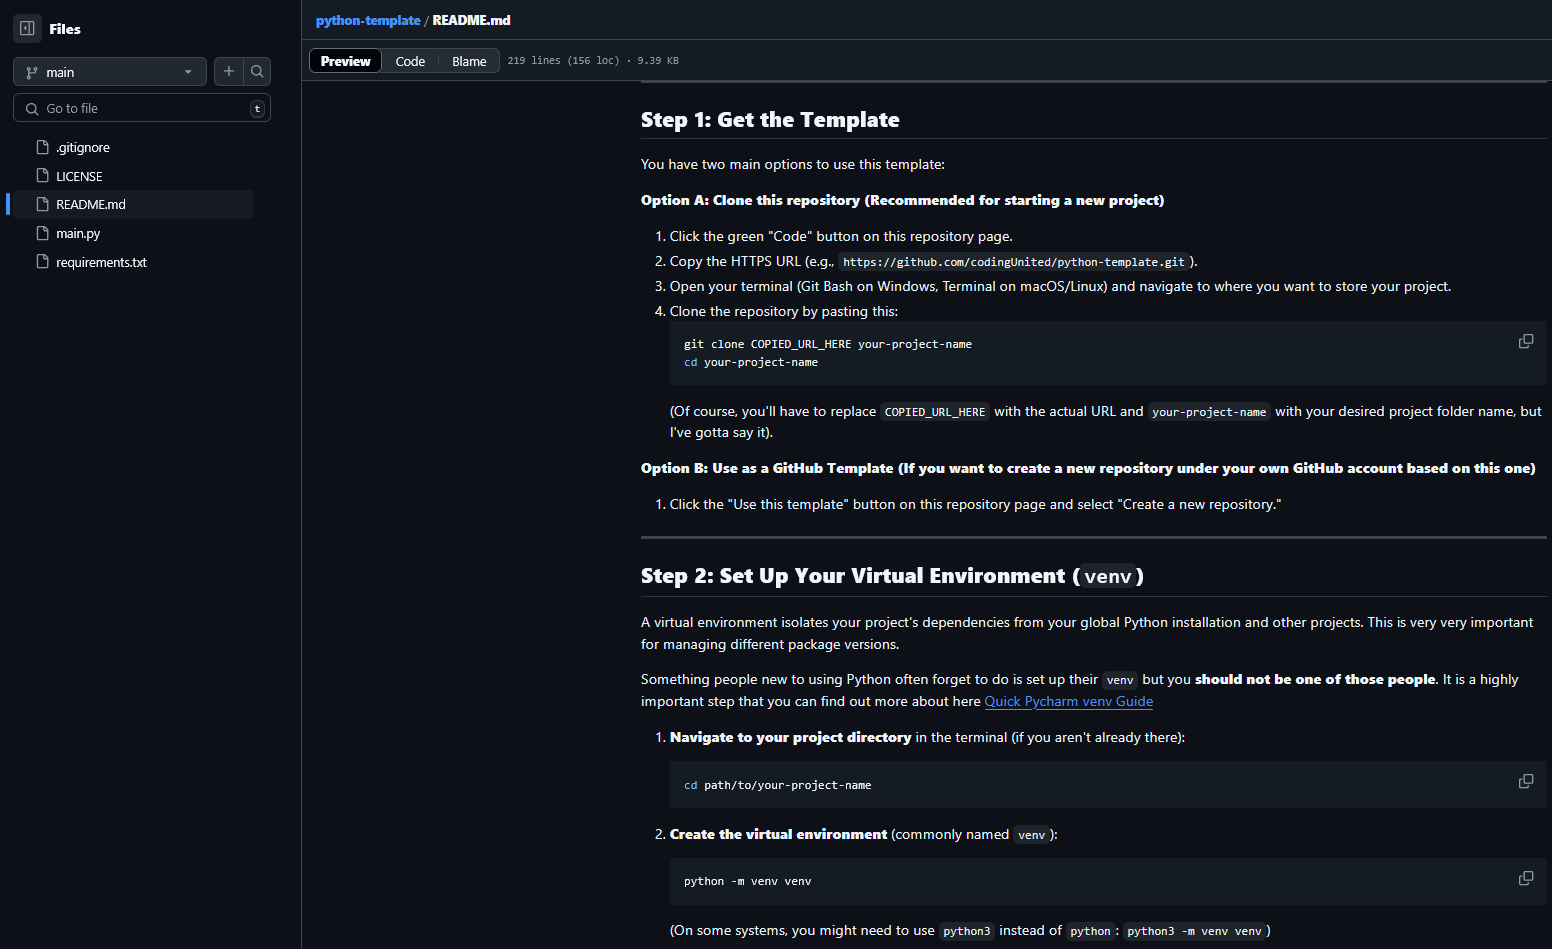 Files
main
Go to file
t
.gitignore
LICENSE
README.md
main.py
requirements.txt
python-template / README.md
Preview Code Blame 219 lines (156 loc) · 9.39 KB
Step 1: Get the Template
You have two main options to use this template:
Option A: Clone this repository (Recommended for starting a new project)
1. Click the green "Code" button on this repository page.
2. Copy the HTTPS URL (e.g., https://github.com/codingUnited/python-template.git ).
3. Open your terminal (Git Bash on Windows, Terminal on macOS/Linux) and navigate to where you want to store your project.
4. Clone the repository by pasting this:
git clone COPIED_URL_HERE your-project-name
cd your-project-name
(Of course, you'll have to replace COPIED_URL_HERE with the actual URL and your-project-name with your desired project folder name, but
I've gotta say it).
Option B: Use as a GitHub Template (If you want to create a new repository under your own GitHub account based on this one)
1. Click the "Use this template" button on this repository page and select "Create a new repository."
Step 2: Set Up Your Virtual Environment ( venv )
A virtual environment isolates your project's dependencies from your global Python installation and other projects. This is very very important
for managing different package versions.
Something people new to using Python often forget to do is set up their venv but you should not be one of those people. It is a highly
important step that you can find out more about here Quick Pycharm venv Guide
1. Navigate to your project directory in the terminal (if you aren't already there):
cd path/to/your-project-name
2. Create the virtual environment (commonly named venv ):
python -m venv venv
(On some systems, you might need to use python3 instead of python : python3 -m venv venv )